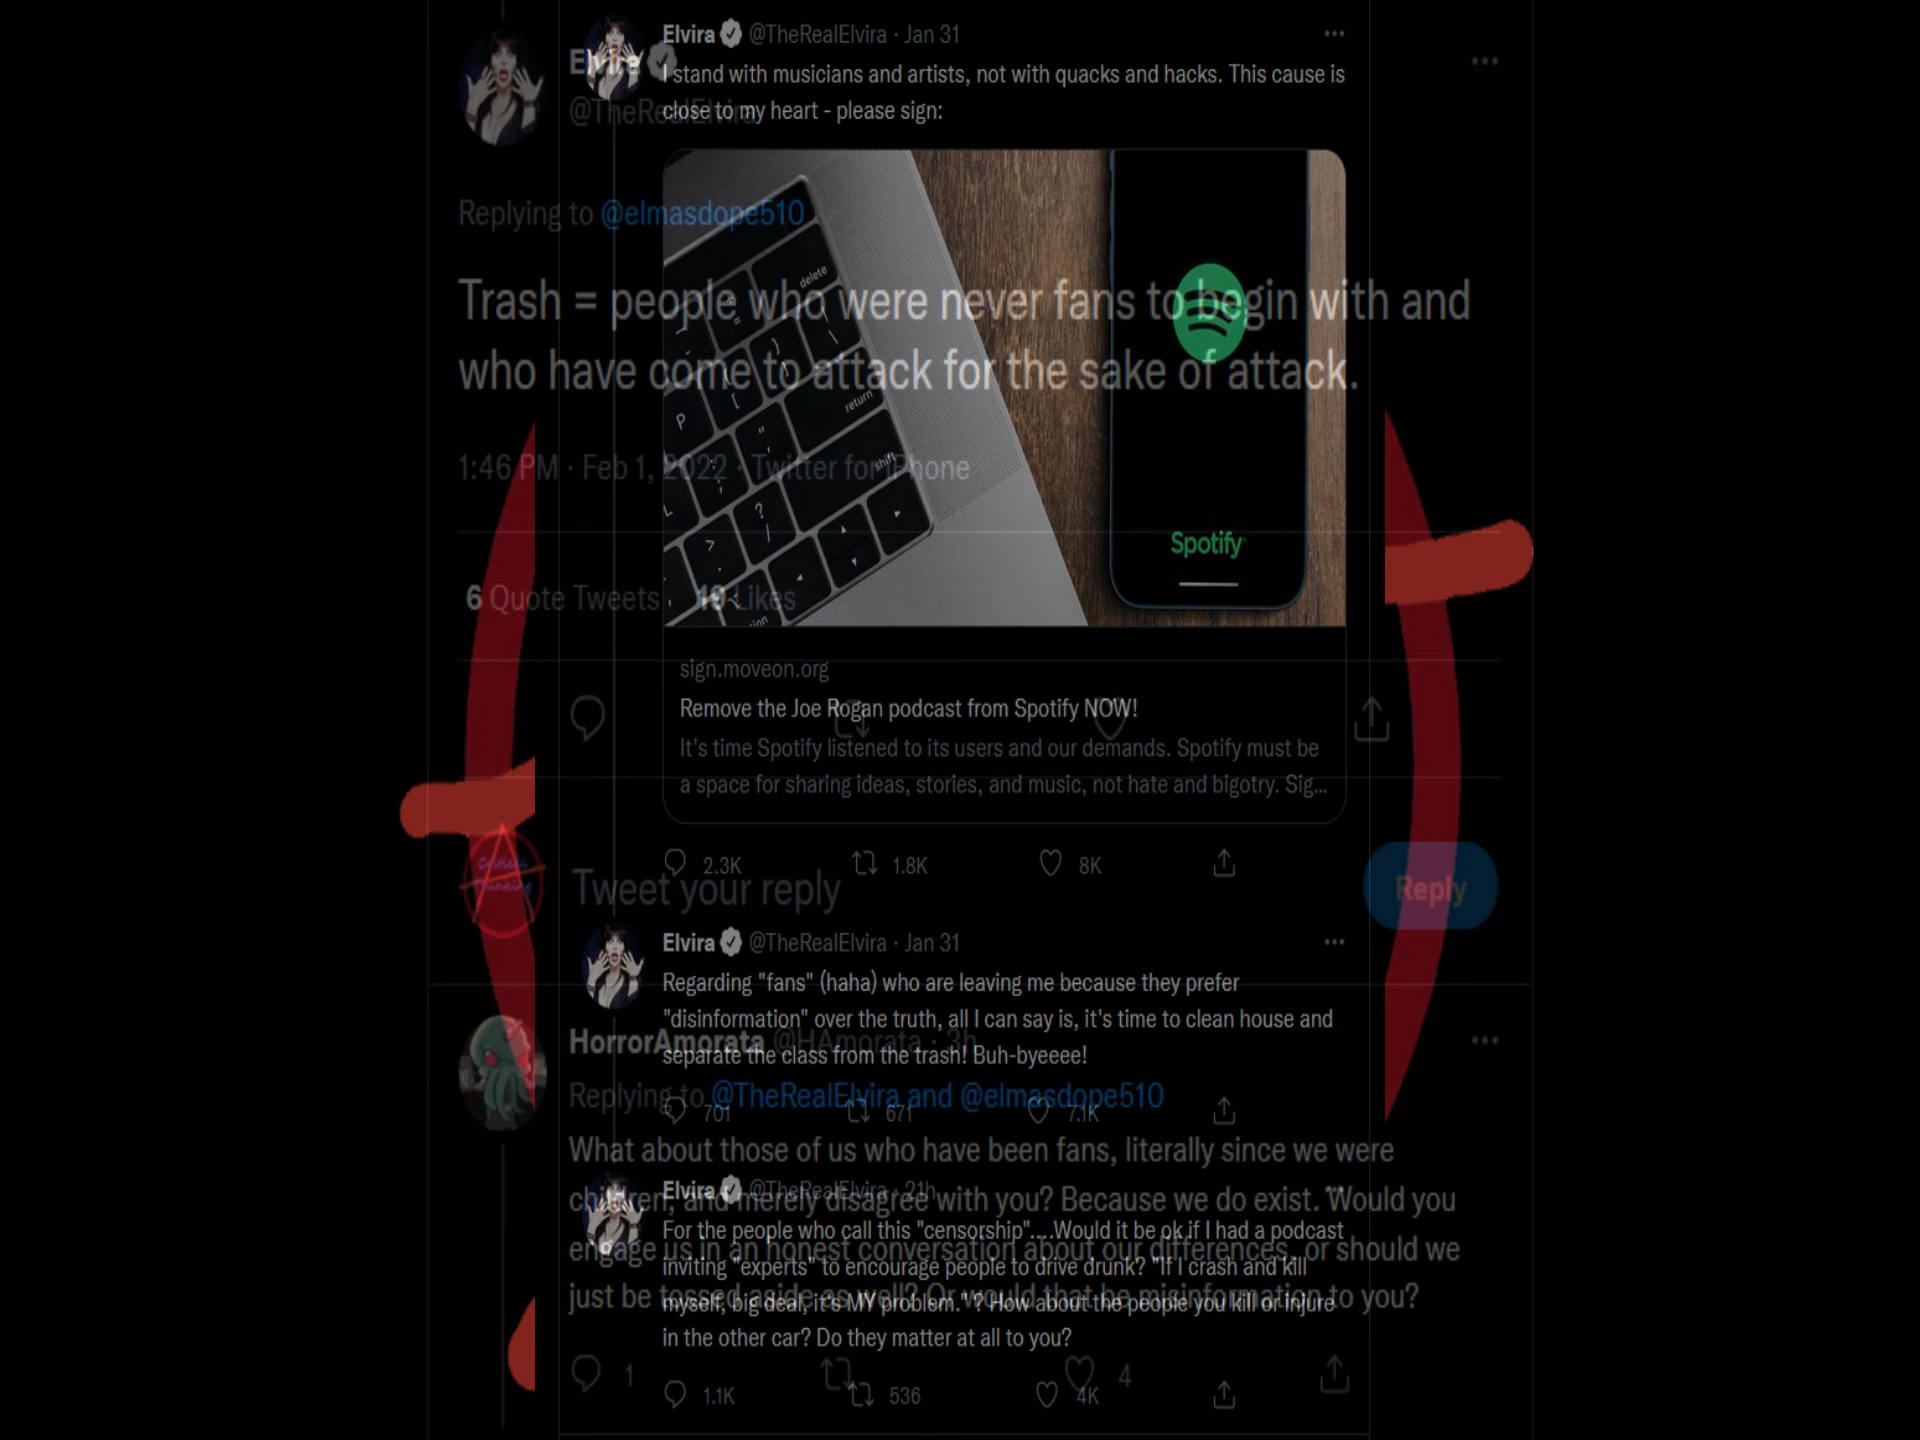 Elvira @TheRealElvira · Jan 31
I stand with musicians and artists, not with quacks and hacks. This cause is
close to my heart - please sign:
delete
return
shift
P
L
Spotify
sign.moveon.org
Remove the Joe Rogan podcast from Spotify NOW!
It's time Spotify listened to its users and our demands. Spotify must be
a space for sharing ideas, stories, and music, not hate and bigotry. Sig...
2.3K 1.8K 8K
Elvira @TheRealElvira · Jan 31
Regarding "fans" (haha) who are leaving me because they prefer
"disinformation" over the truth, all I can say is, it's time to clean house and
separate the class from the trash! Buh-byeeee!
701 671 7.1K
Elvira @TheRealElvira · 21h
For the people who call this "censorship"....Would it be ok if I had a podcast
inviting "experts" to encourage people to drive drunk? "If I crash and kill
myself, big deal, it's MY problem."? How about the people you kill or injure
in the other car? Do they matter at all to you?
1.1K 536 4K
Elvira
@TheRealElvira
Replying to @elmasdope510
Trash = people who were never fans to begin with and
who have come to attack for the sake of attack.
1:46 PM · Feb 1, 2022 · Twitter for iPhone
6 Quote Tweets 19 Likes
Tweet your reply
Reply
HorrorAmorata @HAmorata · 3h
Replying to @TheRealElvira and @elmasdope510
What about those of us who have been fans, literally since we were
children, and merely disagree with you? Because we do exist. Would you
engage us in an honest conversation about our differences, or should we
just be tossed aside as well? Or would that be misinformation to you?
1 4